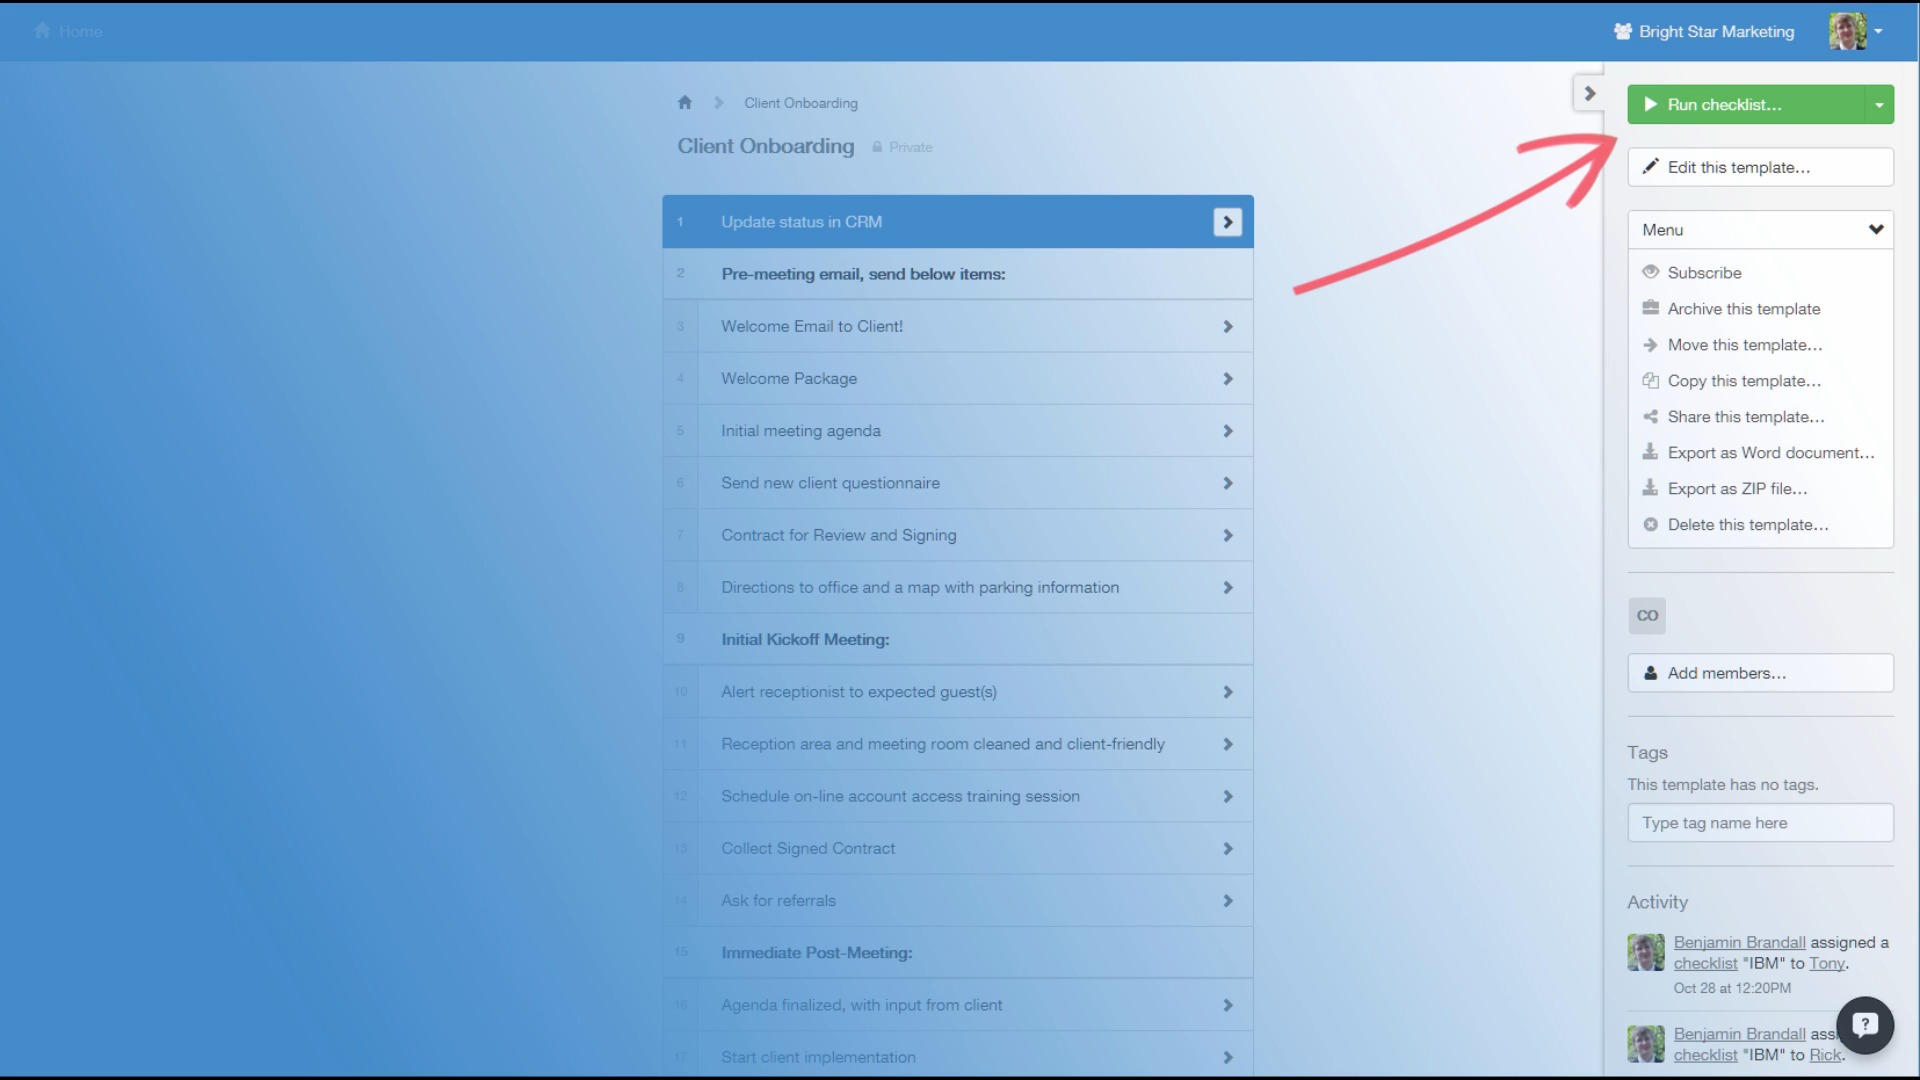 Home
Bright Star Marketing
Client Onboarding
Client Onboarding Private
1 Update status in CRM
2 Pre-meeting email, send below items:
3 Welcome Email to Client!
4 Welcome Package
5 Initial meeting agenda
6 Send new client questionnaire
7 Contract for Review and Signing
8 Directions to office and a map with parking information
9 Initial Kickoff Meeting:
10 Alert receptionist to expected guest(s)
11 Reception area and meeting room cleaned and client-friendly
12 Schedule on-line account access training session
13 Collect Signed Contract
14 Ask for referrals
15 Immediate Post-Meeting:
16 Agenda finalized, with input from client
17 Start client implementation
Run checklist...
Edit this template...
Menu
Subscribe
Archive this template
Move this template...
Copy this template...
Share this template...
Export as Word document...
Export as ZIP file...
Delete this template...
CO
Add members...
Tags
This template has no tags.
Type tag name here
Activity
Benjamin Brandall assigned a
checklist "IBM" to Tony.
Oct 28 at 12:20PM
Benjamin Brandall ass
checklist "IBM" to Rick.
?